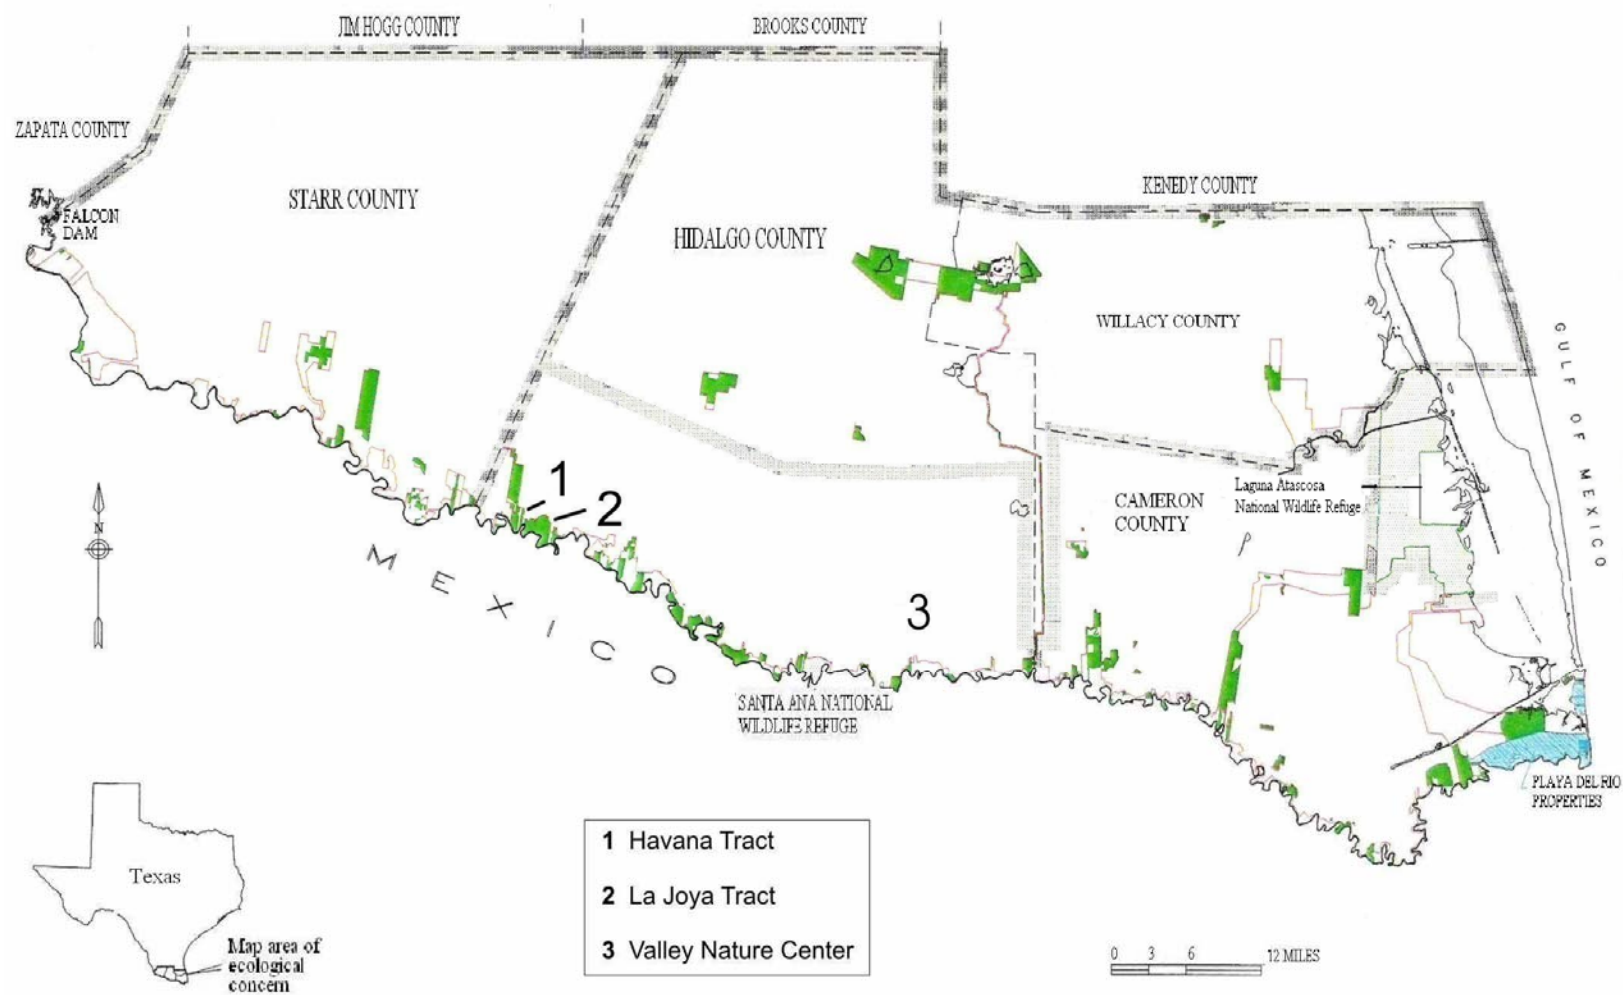 JIM HOGG COUNTY
BROOKS COUNTY
ZAPATA COUNTY
KENEDY COUNTY
STARR COUNTY
FALCON
DAM
HIDALGO COUNTY
WILLACY COUNTY
GULF OF MEXICO
1
2
Laguna Atascosa
National Wildlife Refuge
CAMERON
COUNTY
N
MEXICO
3
SANTA ANA NATIONAL
WILDLIFE REFUGE
PLAYA DEL RIO
PROPERTIES
Texas
Map area of
ecological
concern
1 Havana Tract
2 La Joya Tract
3 Valley Nature Center
0 3 6 12 MILES